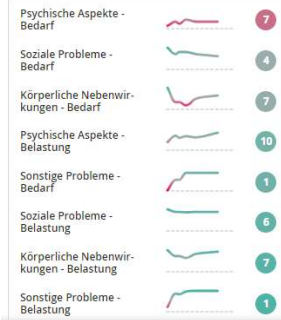 Psychische Aspekte -
Bedarf
7
Soziale Probleme -
Bedarf
4
Körperliche Nebenwir-
kungen - Bedarf
7
Psychische Aspekte -
Belastung
10
Sonstige Probleme -
Bedarf
1
Soziale Probleme -
Belastung
6
Körperliche Nebenwir-
kungen - Belastung
7
Sonstige Probleme -
Belastung
1